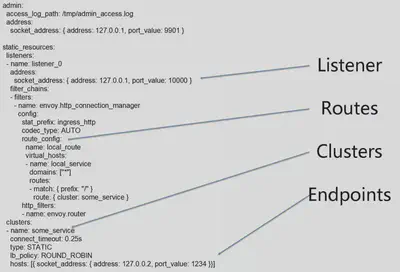 admin:
access_log_path: /tmp/admin_access.log
address:
socket_address: { address: 127.0.0.1, port_value: 9901 }
static_resources:
listeners:
- name: listener_0
address:
socket_address: { address: 127.0.0.1, port_value: 10000 }
filter_chains:
- filters:
- name: envoy.http_connection_manager
config:
stat_prefix: ingress_http
codec_type: AUTO
route_config:
name: local_route
virtual_hosts:
- name: local_service
domains: ["*"]
routes:
- match: { prefix: "/" }
route: { cluster: some_service }
http_filters:
- name: envoy.router
clusters:
- name: some_service
connect_timeout: 0.25s
type: STATIC
lb_policy: ROUND_ROBIN
hosts: [{ socket_address: { address: 127.0.0.2, port_value: 1234 }}]
Listener
Routes
Clusters
Endpoints